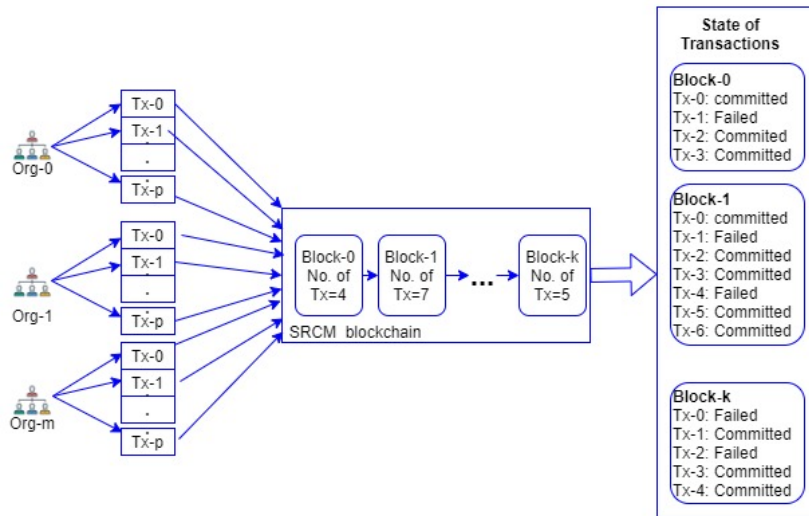 State of
Transactions
Block-0
Tx-0: committed
Tx-1: Failed
Tx-2: Commited
Tx-3: Committed
Block-1
Tx-0: committed
Tx-1: Failed
Tx-2: Committed
Tx-3: Committed
Tx-4: Failed
Tx-5: Committed
Tx-6: Committed
Block-k
Tx-0: Failed
Tx-1: Committed
Tx-2: Failed
Tx-3: Committed
Tx-4: Committed
Org-0
Tx-0
Tx-1
.
.
Tx-p
Org-1
Tx-0
Tx-1
.
.
Tx-p
Org-m
Tx-0
Tx-1
.
.
Tx-p
Block-0
No. of
Tx=4
Block-1
No. of
Tx=7
...
Block-k
No. of
Tx=5
SRCM blockchain